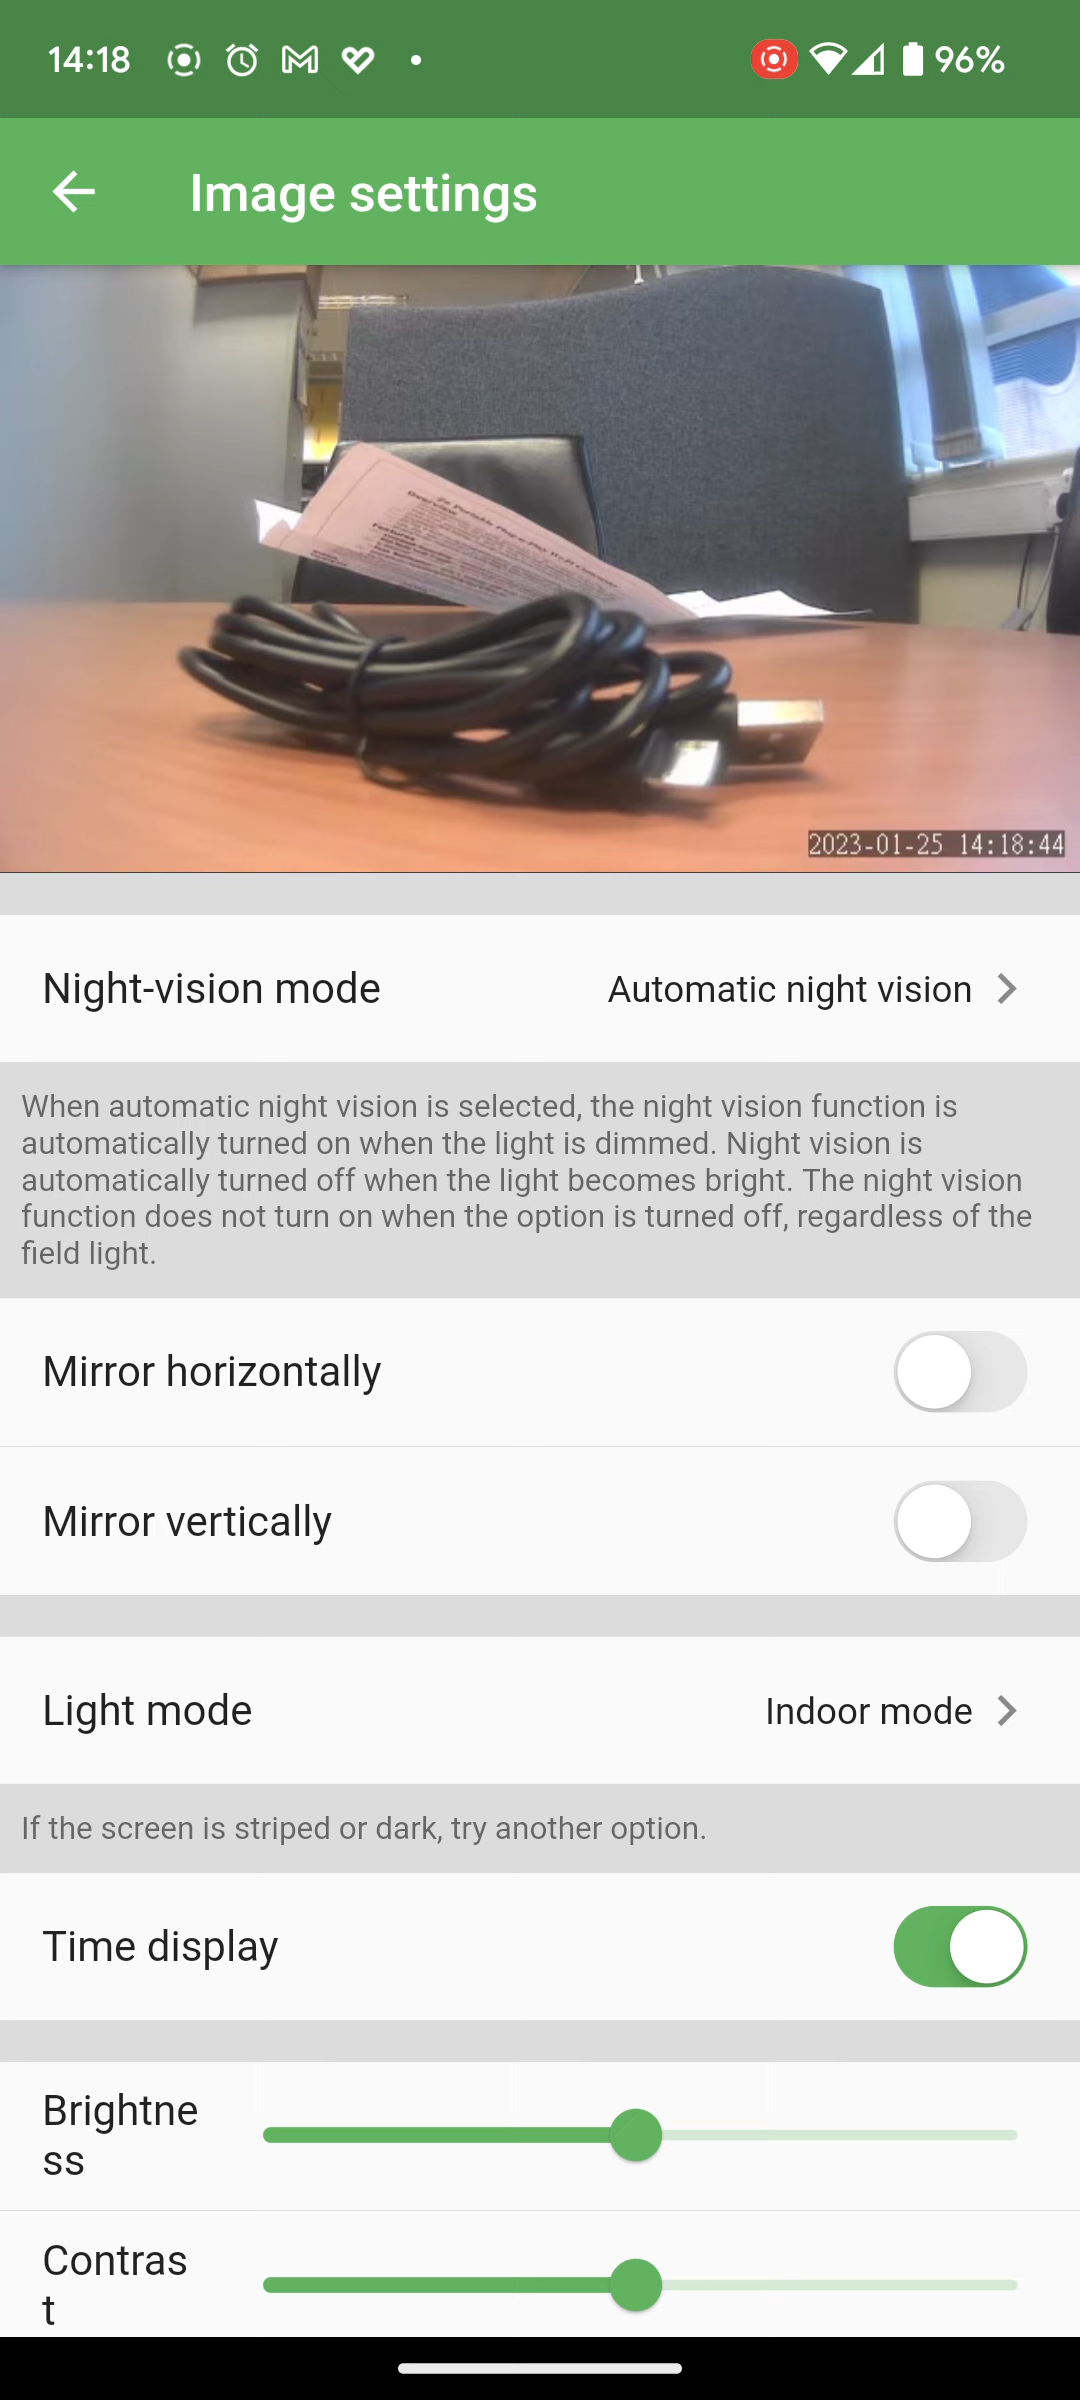 14:18 96%
Image settings
Overview
Features
2023-01-25 14:18:44
Night-vision mode Automatic night vision
When automatic night vision is selected, the night vision function is
automatically turned on when the light is dimmed. Night vision is
automatically turned off when the light becomes bright. The night vision
function does not turn on when the option is turned off, regardless of the
field light.
Mirror horizontally
Mirror vertically
Light mode Indoor mode
If the screen is striped or dark, try another option.
Time display
Brightne
ss
Contras
t